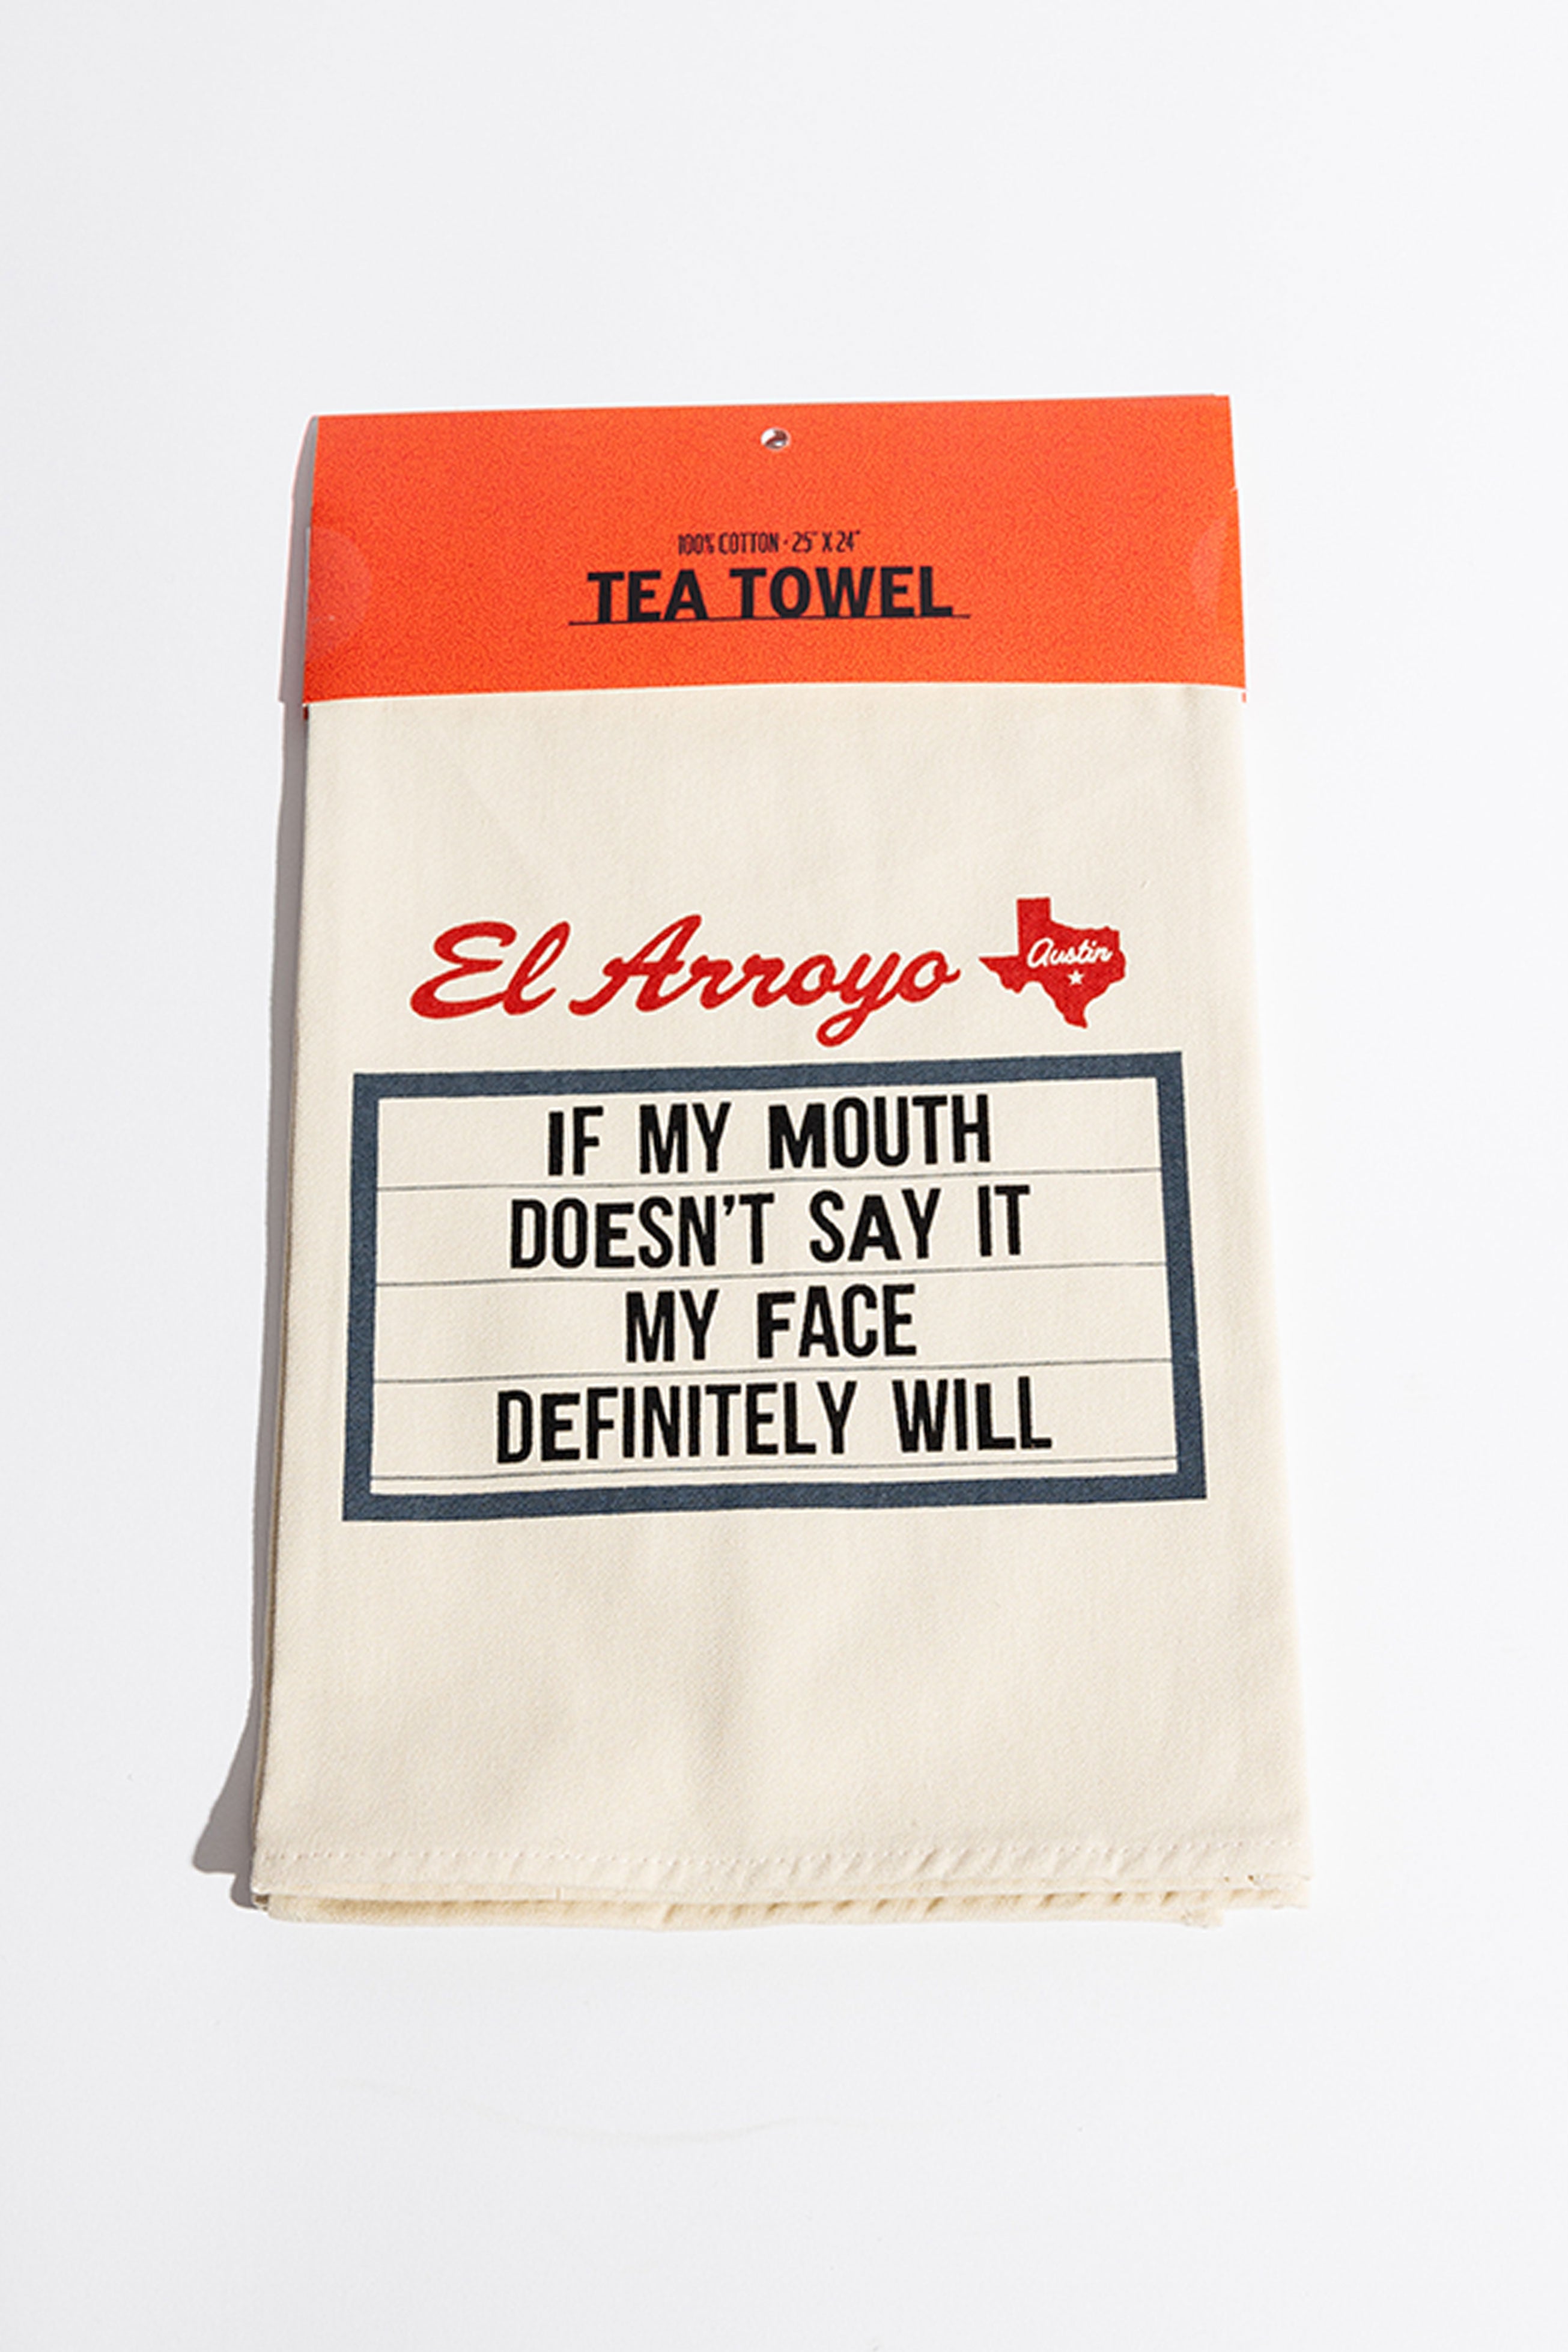 100% COTTON • 25" X 24"
TEA TOWEL
El Arroyo
Austin
IF MY MOUTH
DOESN'T SAY IT
MY FACE
DEFINITELY WILL